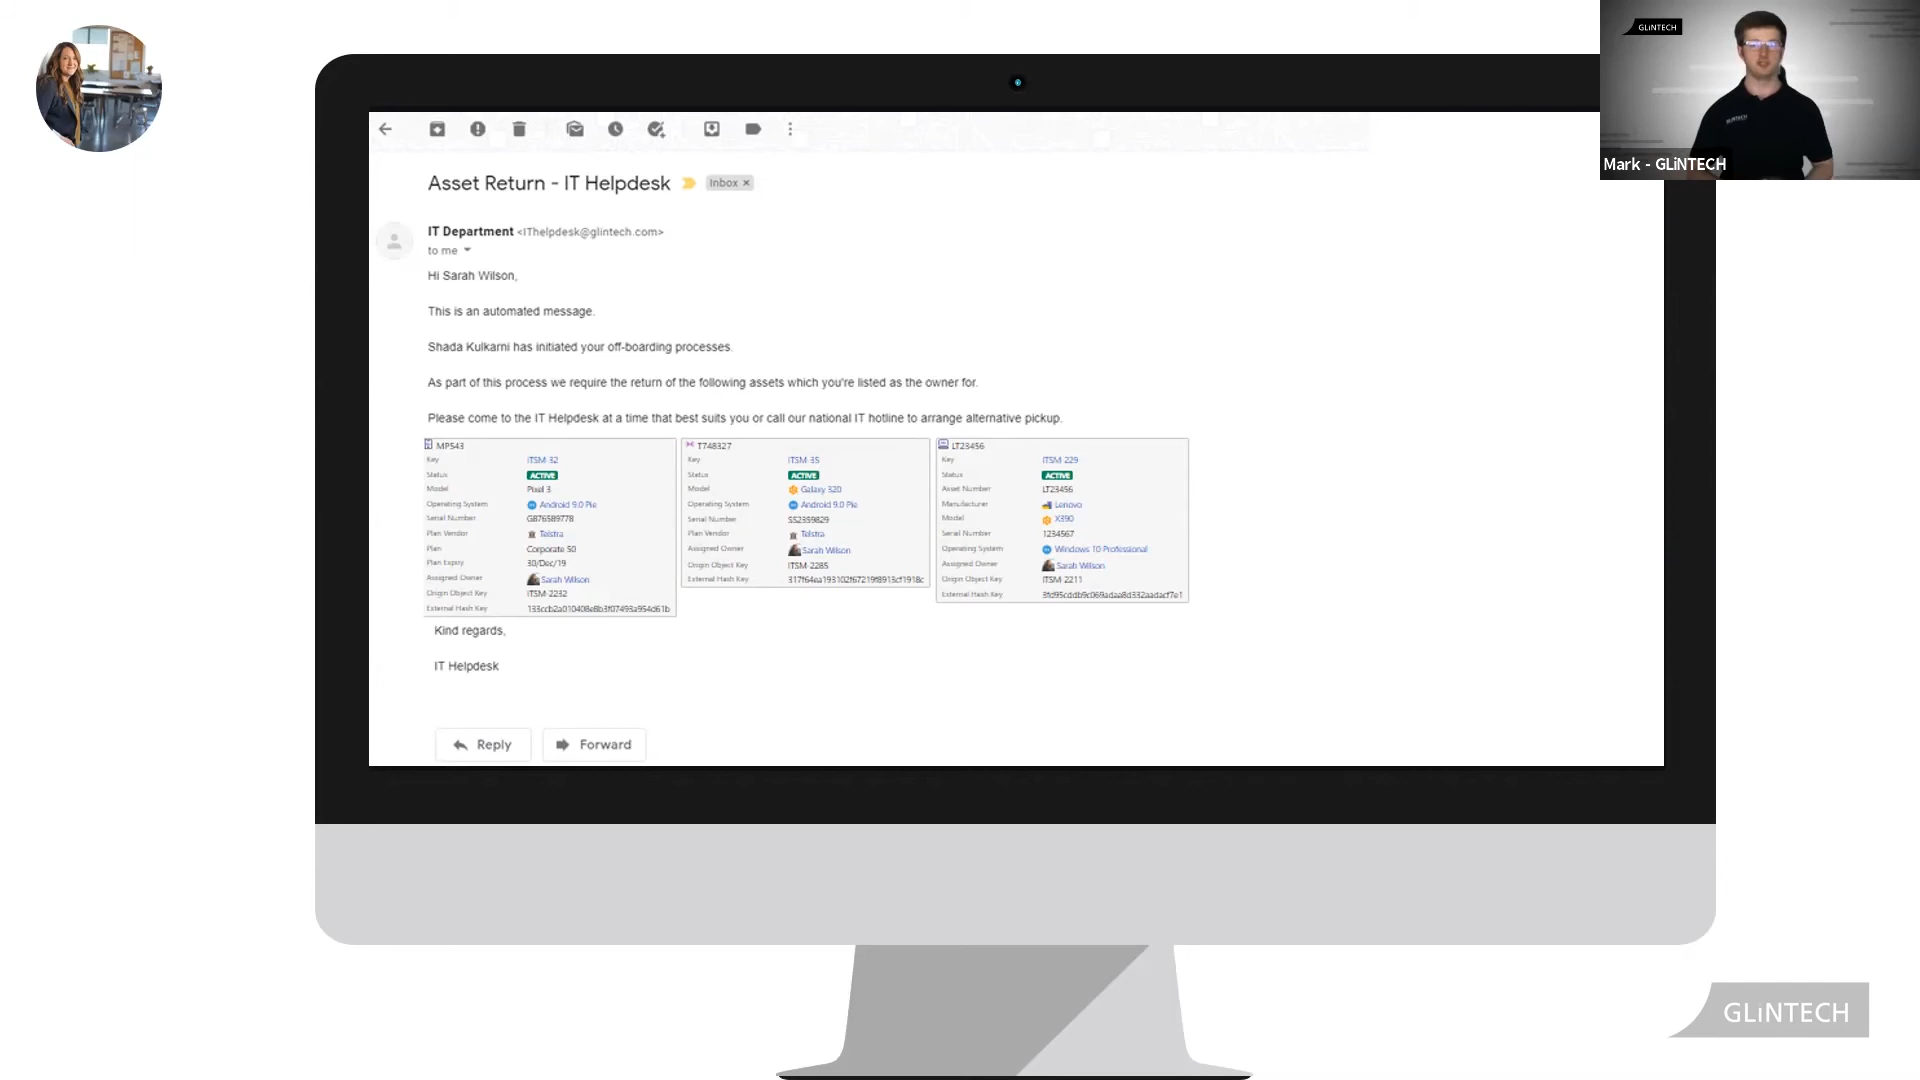 GLiNTECH
GLiNTECH
Mark - GLiNTECH
Asset Return - IT Helpdesk Inbox ×
IT Department <IThelpdesk@glintech.com>
to me
Hi Sarah Wilson,
This is an automated message.
Shada Kulkarni has initiated your off-boarding processes.
As part of this process we require the return of the following assets which you're listed as the owner for.
Please come to the IT Helpdesk at a time that best suits you or call our national IT hotline to arrange alternative pickup.
MP543
Key ITSM-32
Status ACTIVE
Model Pixel 3
Operating System Android 9.0 Pie
Serial Number GB76589778
Plan Vendor Telstra
Plan Corporate 50
Plan Expiry 30/Dec/19
Assigned Owner Sarah Wilson
Origin Object Key ITSM-2232
External Hash Key
T748327
Key ITSM-35
Status ACTIVE
Model Galaxy S20
Operating System Android 9.0 Pie
Serial Number SS2359829
Plan Vendor Telstra
Assigned Owner Sarah Wilson
Origin Object Key ITSM-2285
External Hash Key
LT23456
Key ITSM-229
Status ACTIVE
Asset Number LT23456
Manufacturer Lenovo
Model X390
Serial Number 1234567
Operating System Windows 10 Professional
Assigned Owner Sarah Wilson
Origin Object Key ITSM-2211
External Hash Key
Kind regards,
IT Helpdesk
Reply Forward
GLiNTECH